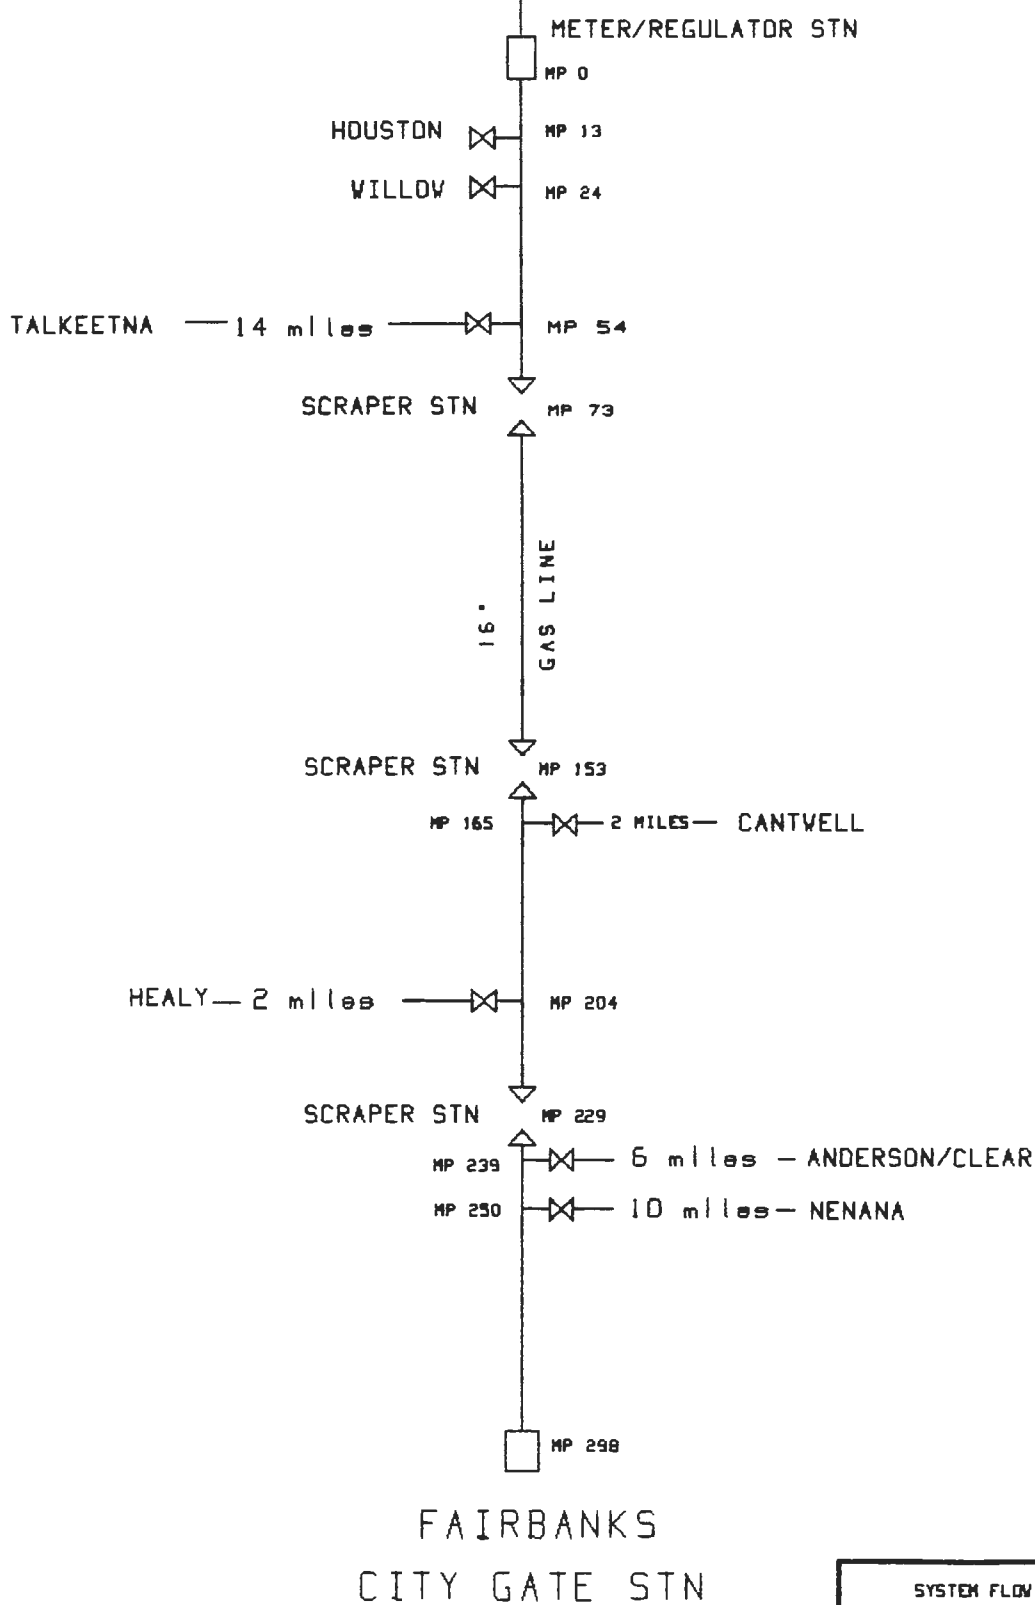 METER/REGULATOR STN
MP 0
HOUSTON MP 13
WILLOW MP 24
TALKEETNA 14 miles MP 54
SCRAPER STN MP 73
16" GAS LINE
SCRAPER STN MP 153
MP 165 2 MILES CANTWELL
HEALY 2 miles MP 204
SCRAPER STN MP 229
MP 239 6 miles ANDERSON/CLEAR
MP 250 10 miles NENANA
MP 298
FAIRBANKS
CITY GATE STN
SYSTEM FLOW